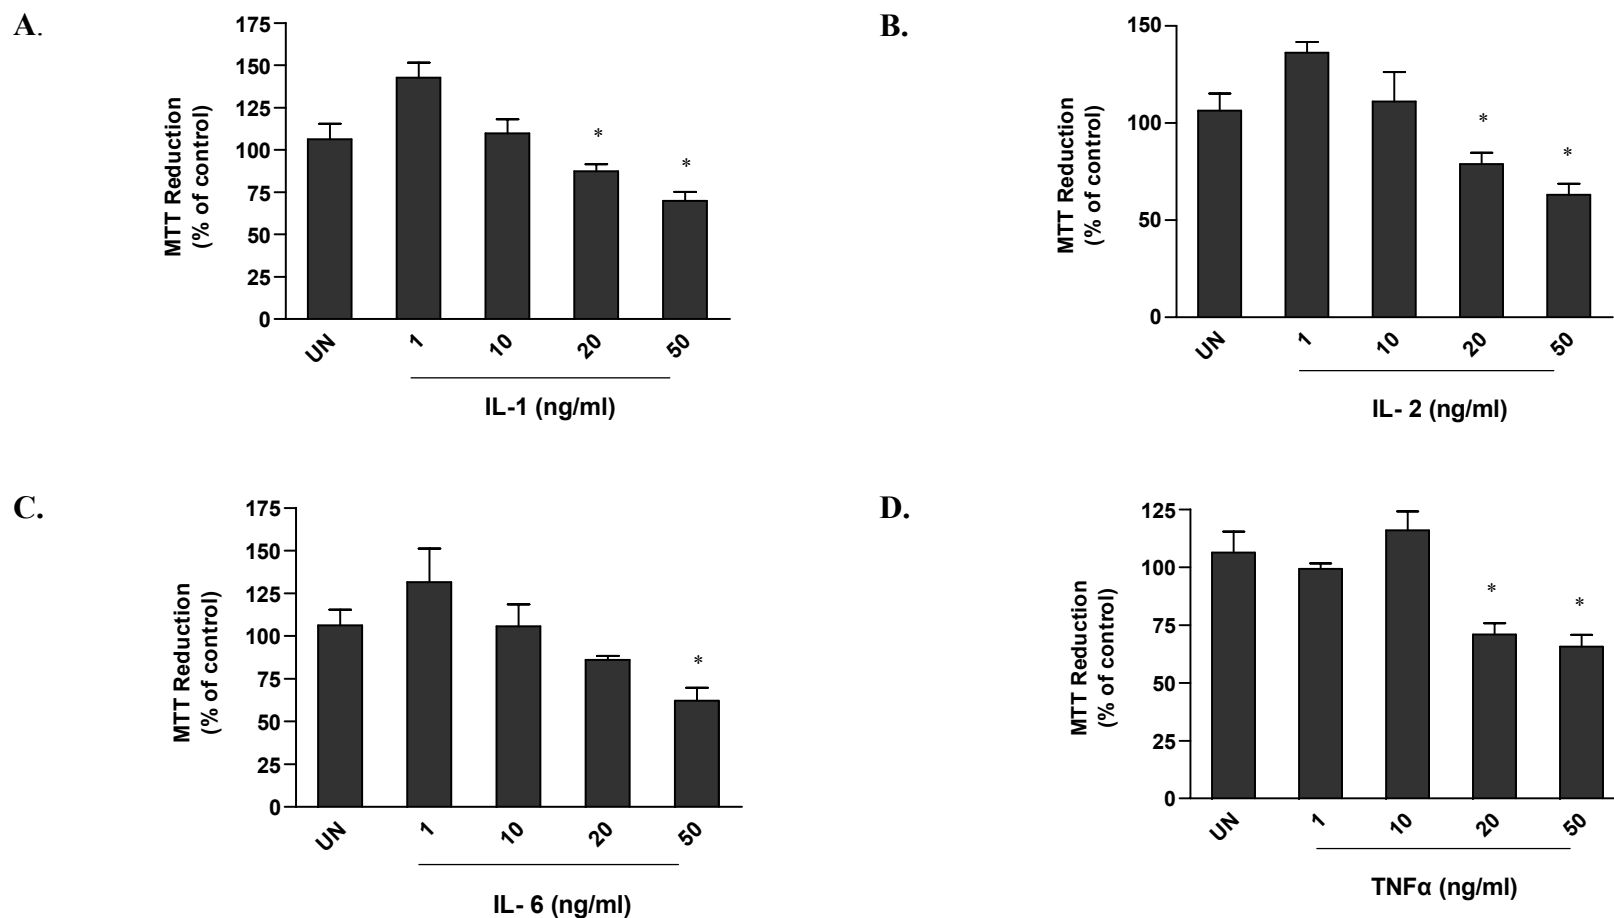 A.
175
150
125
100
75
50
25
0
MTT Reduction
(% of control)
*
*
UN
1
10
20
50
IL-1 (ng/ml)
B.
150
100
50
0
MTT Reduction
(% of control)
*
*
UN
1
10
20
50
IL- 2 (ng/ml)
C.
175
150
125
100
75
50
25
0
MTT Reduction
(% of control)
*
UN
1
10
20
50
IL- 6 (ng/ml)
D.
125
100
75
50
25
0
MTT Reduction
(% of control)
*
*
UN
1
10
20
50
TNFα (ng/ml)